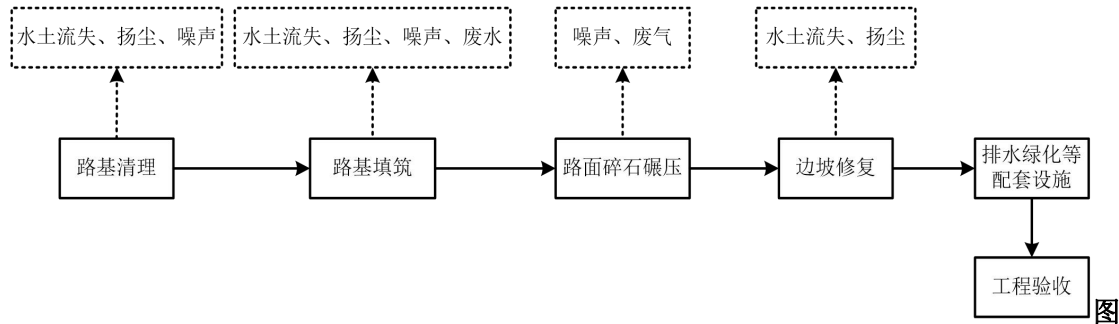 水土流失、扬尘、噪声
水土流失、扬尘、噪声、废水
噪声、废气
水土流失、扬尘
路基清理
路基填筑
路面碎石碾压
边坡修复
排水绿化等
配套设施
工程验收
图